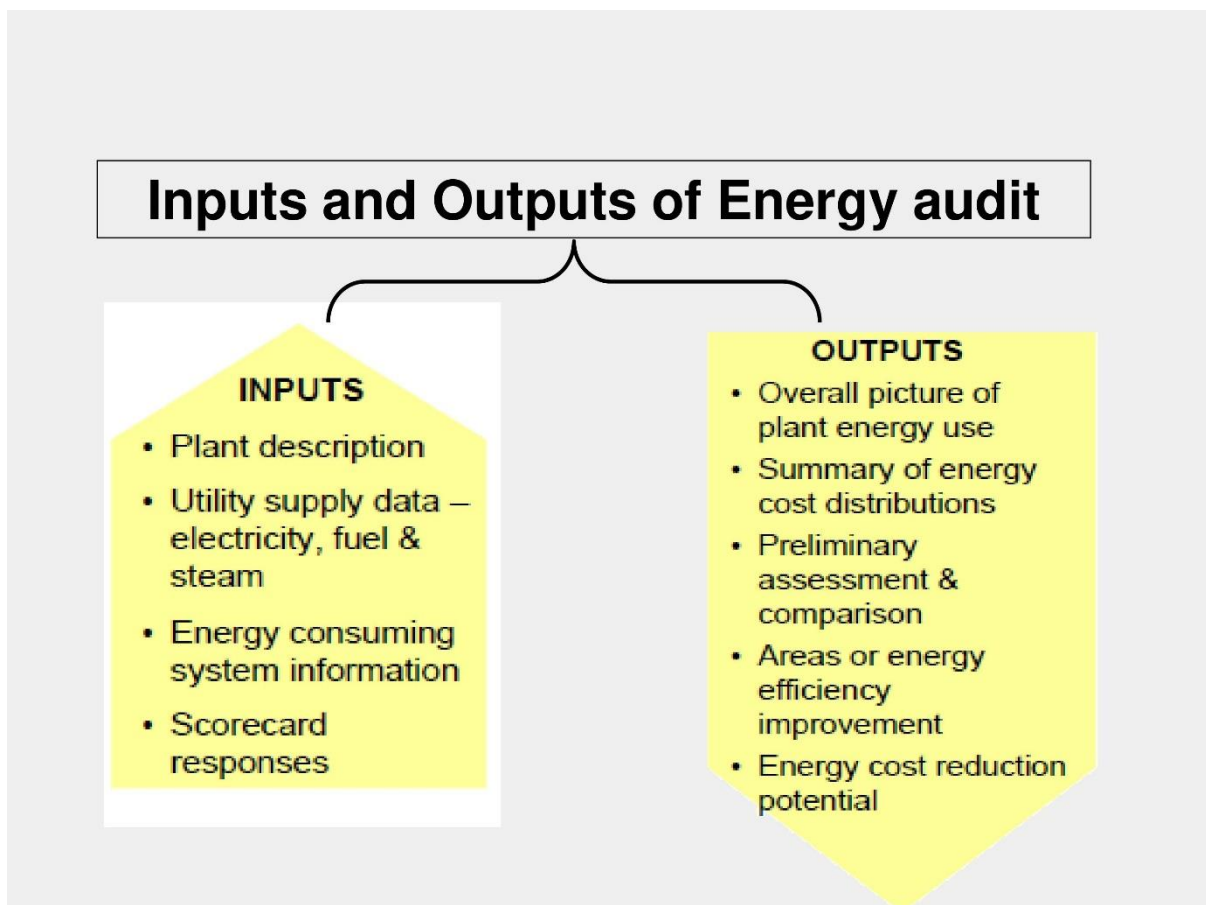 Inputs and Outputs of Energy audit
INPUTS
• Plant description
• Utility supply data –
electricity, fuel &
steam
• Energy consuming
system information
• Scorecard
responses
OUTPUTS
• Overall picture of
plant energy use
• Summary of energy
cost distributions
• Preliminary
assessment &
comparison
• Areas or energy
efficiency
improvement
• Energy cost reduction
potential